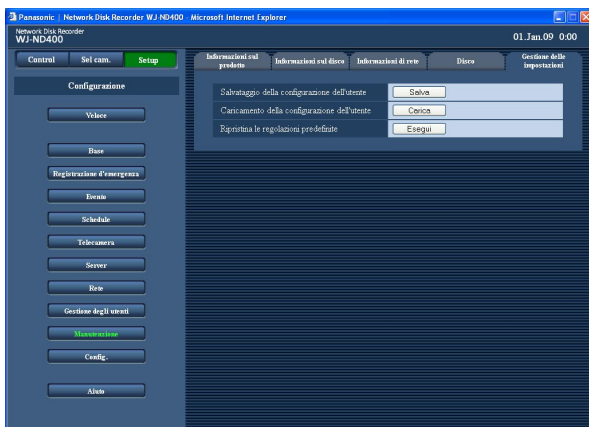 Panasonic | Network Disk Recorder WJ-ND400 - Microsoft Internet Explorer
Network Disk Recorder
WJ-ND400
01.Jan.09 0:00
Control Sel cam. Setup
Informazioni sul prodotto
Informazioni sul disco
Informazioni di rete
Disco
Gestione delle impostazioni
Configurazione
Veloce
Base
Registrazione d'emergenza
Evento
Schedule
Telecamera
Server
Rete
Gestione degli utenti
Manutenzione
Config.
Aiuto
Salvataggio della configurazione dell'utente Salva
Caricamento della configurazione dell'utente Carica
Ripristina le regolazioni predefinite Esegui